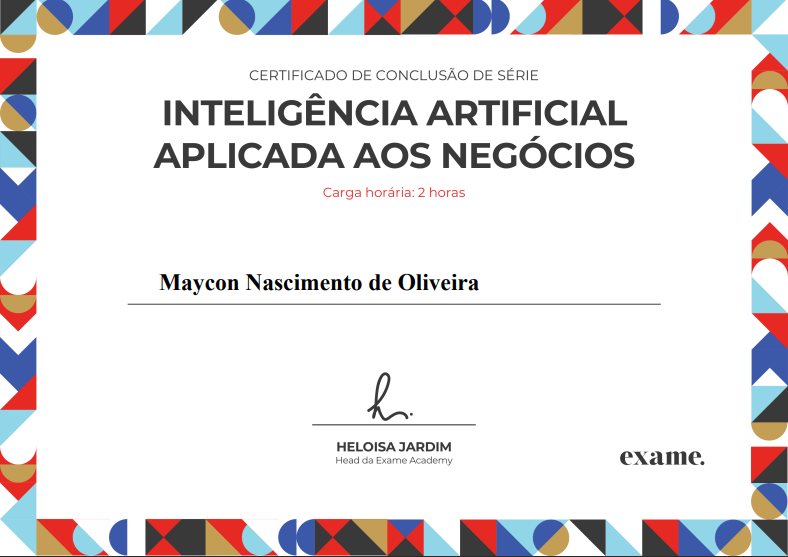 CERTIFICADO DE CONCLUSÃO DE SÉRIE
INTELIGÊNCIA ARTIFICIAL
APLICADA AOS NEGÓCIOS
Carga horária: 2 horas
Maycon Nascimento de Oliveira
h.
HELOISA JARDIM
Head da Exame Academy
exame.